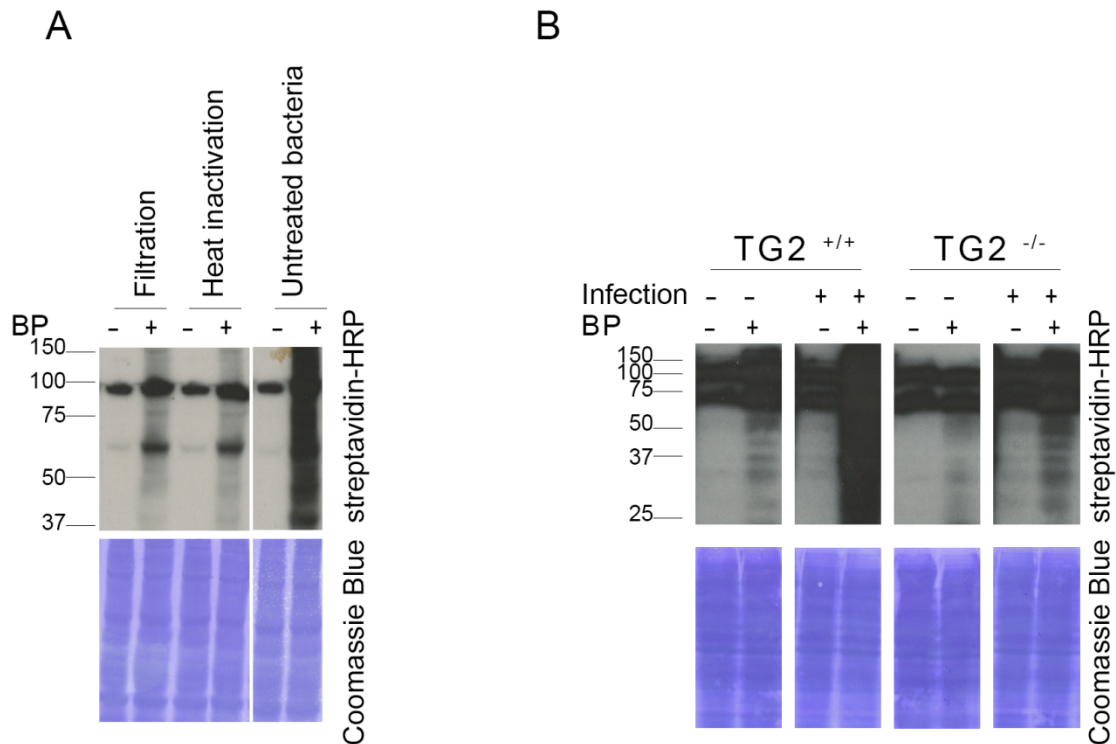 A
B
Filtration
Heat inactivation
Untreated bacteria
BP – + – + – +
150
100
75
50
37
streptavidin-HRP
Coomassie Blue
TG2 +/+ TG2 -/-
Infection – – + + – – + +
BP – + – + – + – +
150
100
75
50
37
25
streptavidin-HRP
Coomassie Blue